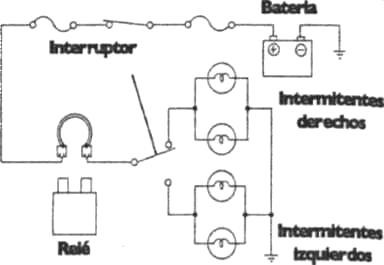 Batería
Interruptor
Intermitentes
derechos
Relé
Intermitentes
Izquierdos